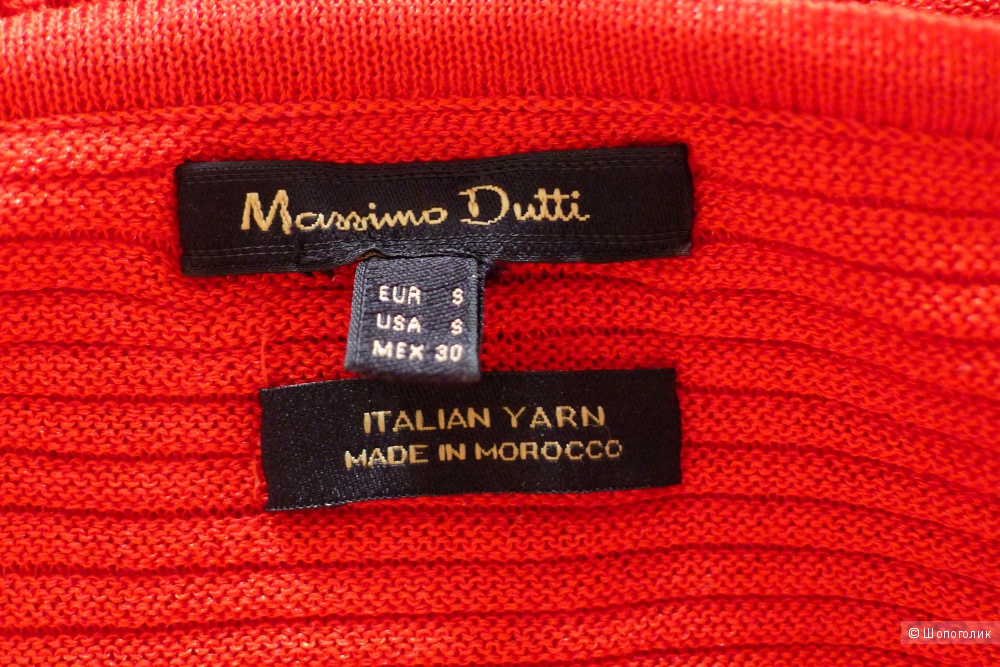 Massimo Dutti
EUR S
USA S
MEX 30
ITALIAN YARN
MADE IN MOROCCO
© Шопоголик